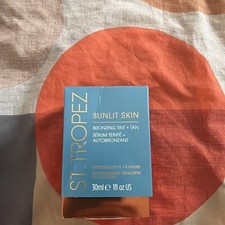 ST.TROPEZ
SUNLIT SKIN
BRONZING TINT + TAN
SÉRUM TEINTÉ +
AUTOBRONZANT
30ml ℮ 1fl oz US